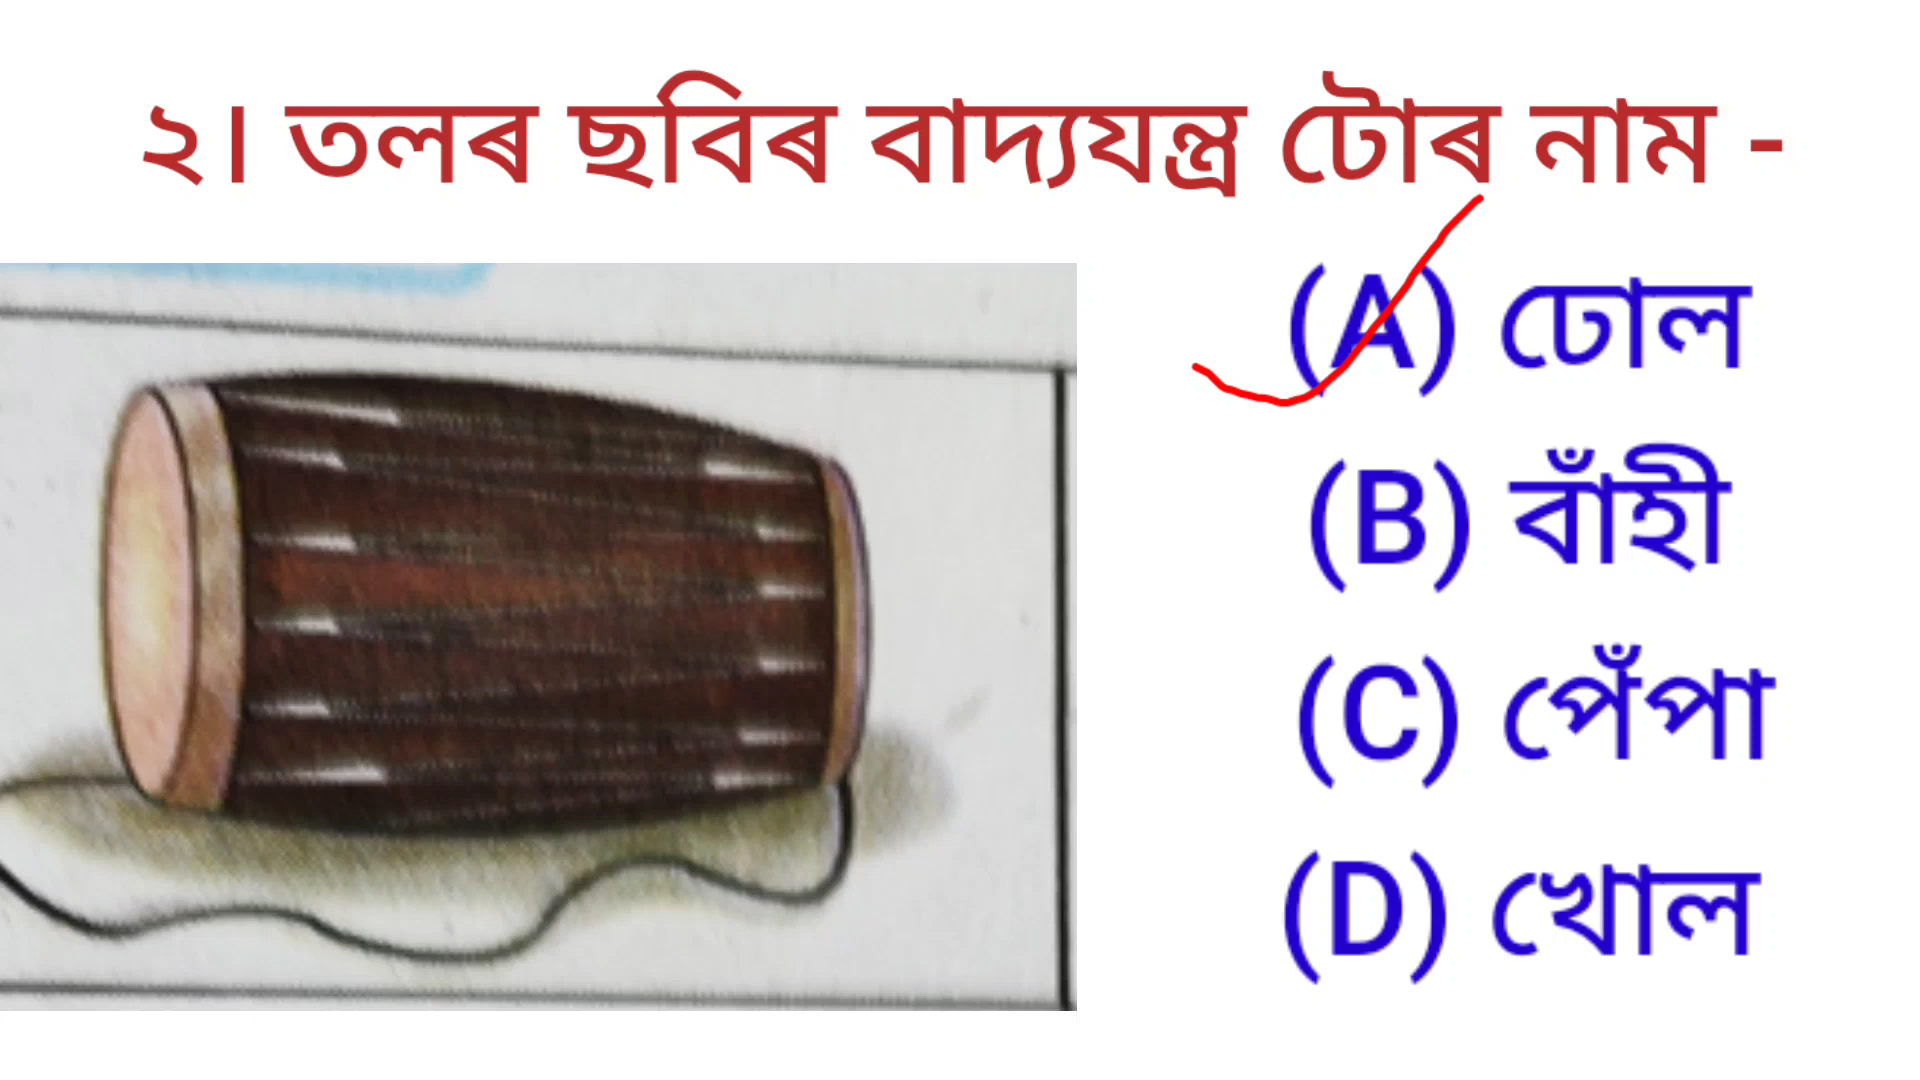 ২। তলৰ ছবিৰ বাদ্যযন্ত্ৰ টোৰ নাম -
(A) ঢোল
(B) বাঁহী
(C) পেঁপা
(D) খোল